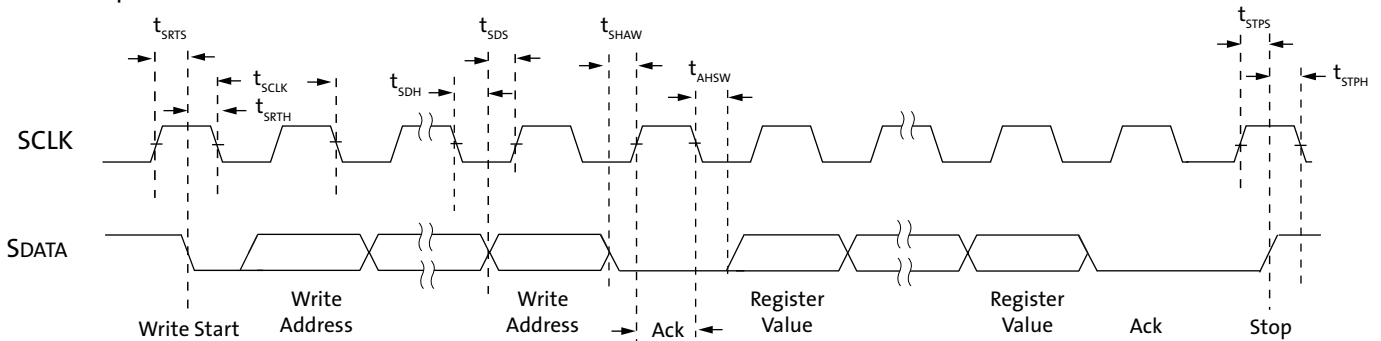 tSRTS
tSDS
tSHAW
tSTPS
tSCLK
tSDH
tAHSW
tSTPH
tSRTH
SCLK
SDATA
Write
Address
Write
Address
Register
Value
Register
Value
Write Start
Ack
Ack
Stop